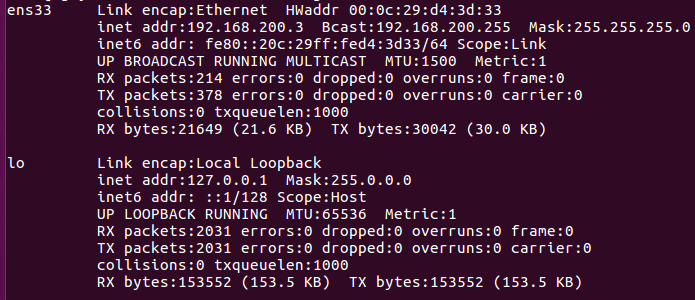 ens33 Link encap:Ethernet HWaddr 00:0c:29:d4:3d:33
inet addr:192.168.200.3 Bcast:192.168.200.255 Mask:255.255.255.0
inet6 addr: fe80::20c:29ff:fed4:3d33/64 Scope:Link
UP BROADCAST RUNNING MULTICAST MTU:1500 Metric:1
RX packets:214 errors:0 dropped:0 overruns:0 frame:0
TX packets:378 errors:0 dropped:0 overruns:0 carrier:0
collisions:0 txqueuelen:1000
RX bytes:21649 (21.6 KB) TX bytes:30042 (30.0 KB)
lo Link encap:Local Loopback
inet addr:127.0.0.1 Mask:255.0.0.0
inet6 addr: ::1/128 Scope:Host
UP LOOPBACK RUNNING MTU:65536 Metric:1
RX packets:2031 errors:0 dropped:0 overruns:0 frame:0
TX packets:2031 errors:0 dropped:0 overruns:0 carrier:0
collisions:0 txqueuelen:1000
RX bytes:153552 (153.5 KB) TX bytes:153552 (153.5 KB)